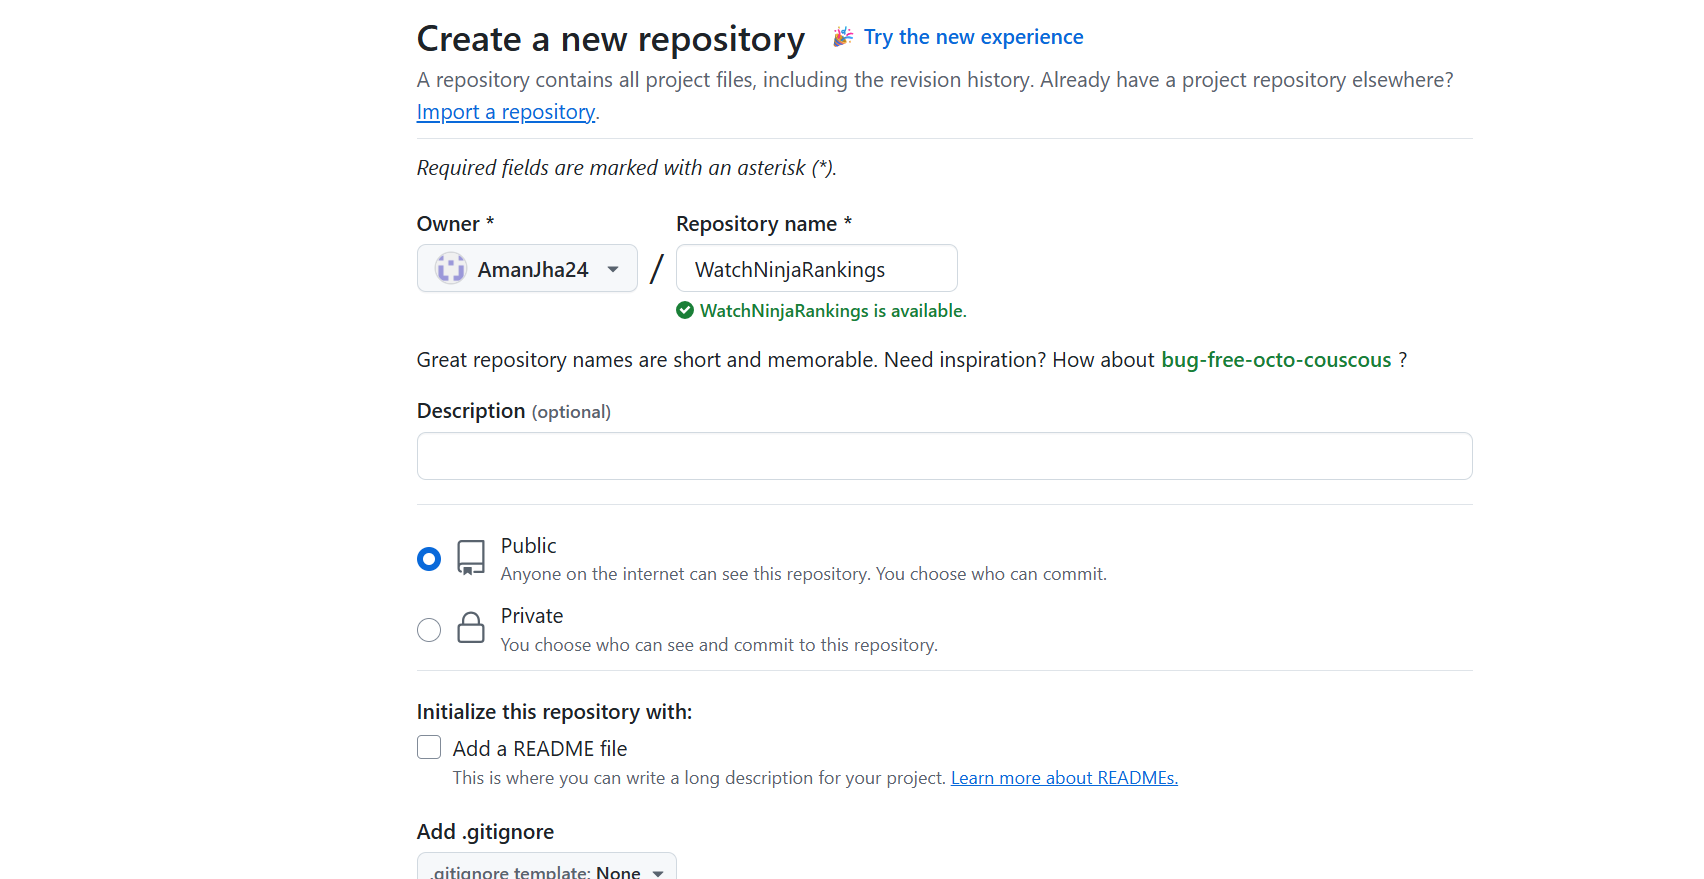 Create a new repository Try the new experience
A repository contains all project files, including the revision history. Already have a project repository elsewhere?
Import a repository.
Required fields are marked with an asterisk (*).
Owner * Repository name *
AmanJha24 / WatchNinjaRankings
WatchNinjaRankings is available.
Great repository names are short and memorable. Need inspiration? How about bug-free-octo-couscous ?
Description (optional)
Public
Anyone on the internet can see this repository. You choose who can commit.
Private
You choose who can see and commit to this repository.
Initialize this repository with:
Add a README file
This is where you can write a long description for your project. Learn more about READMEs.
Add .gitignore
.gitignore template: None